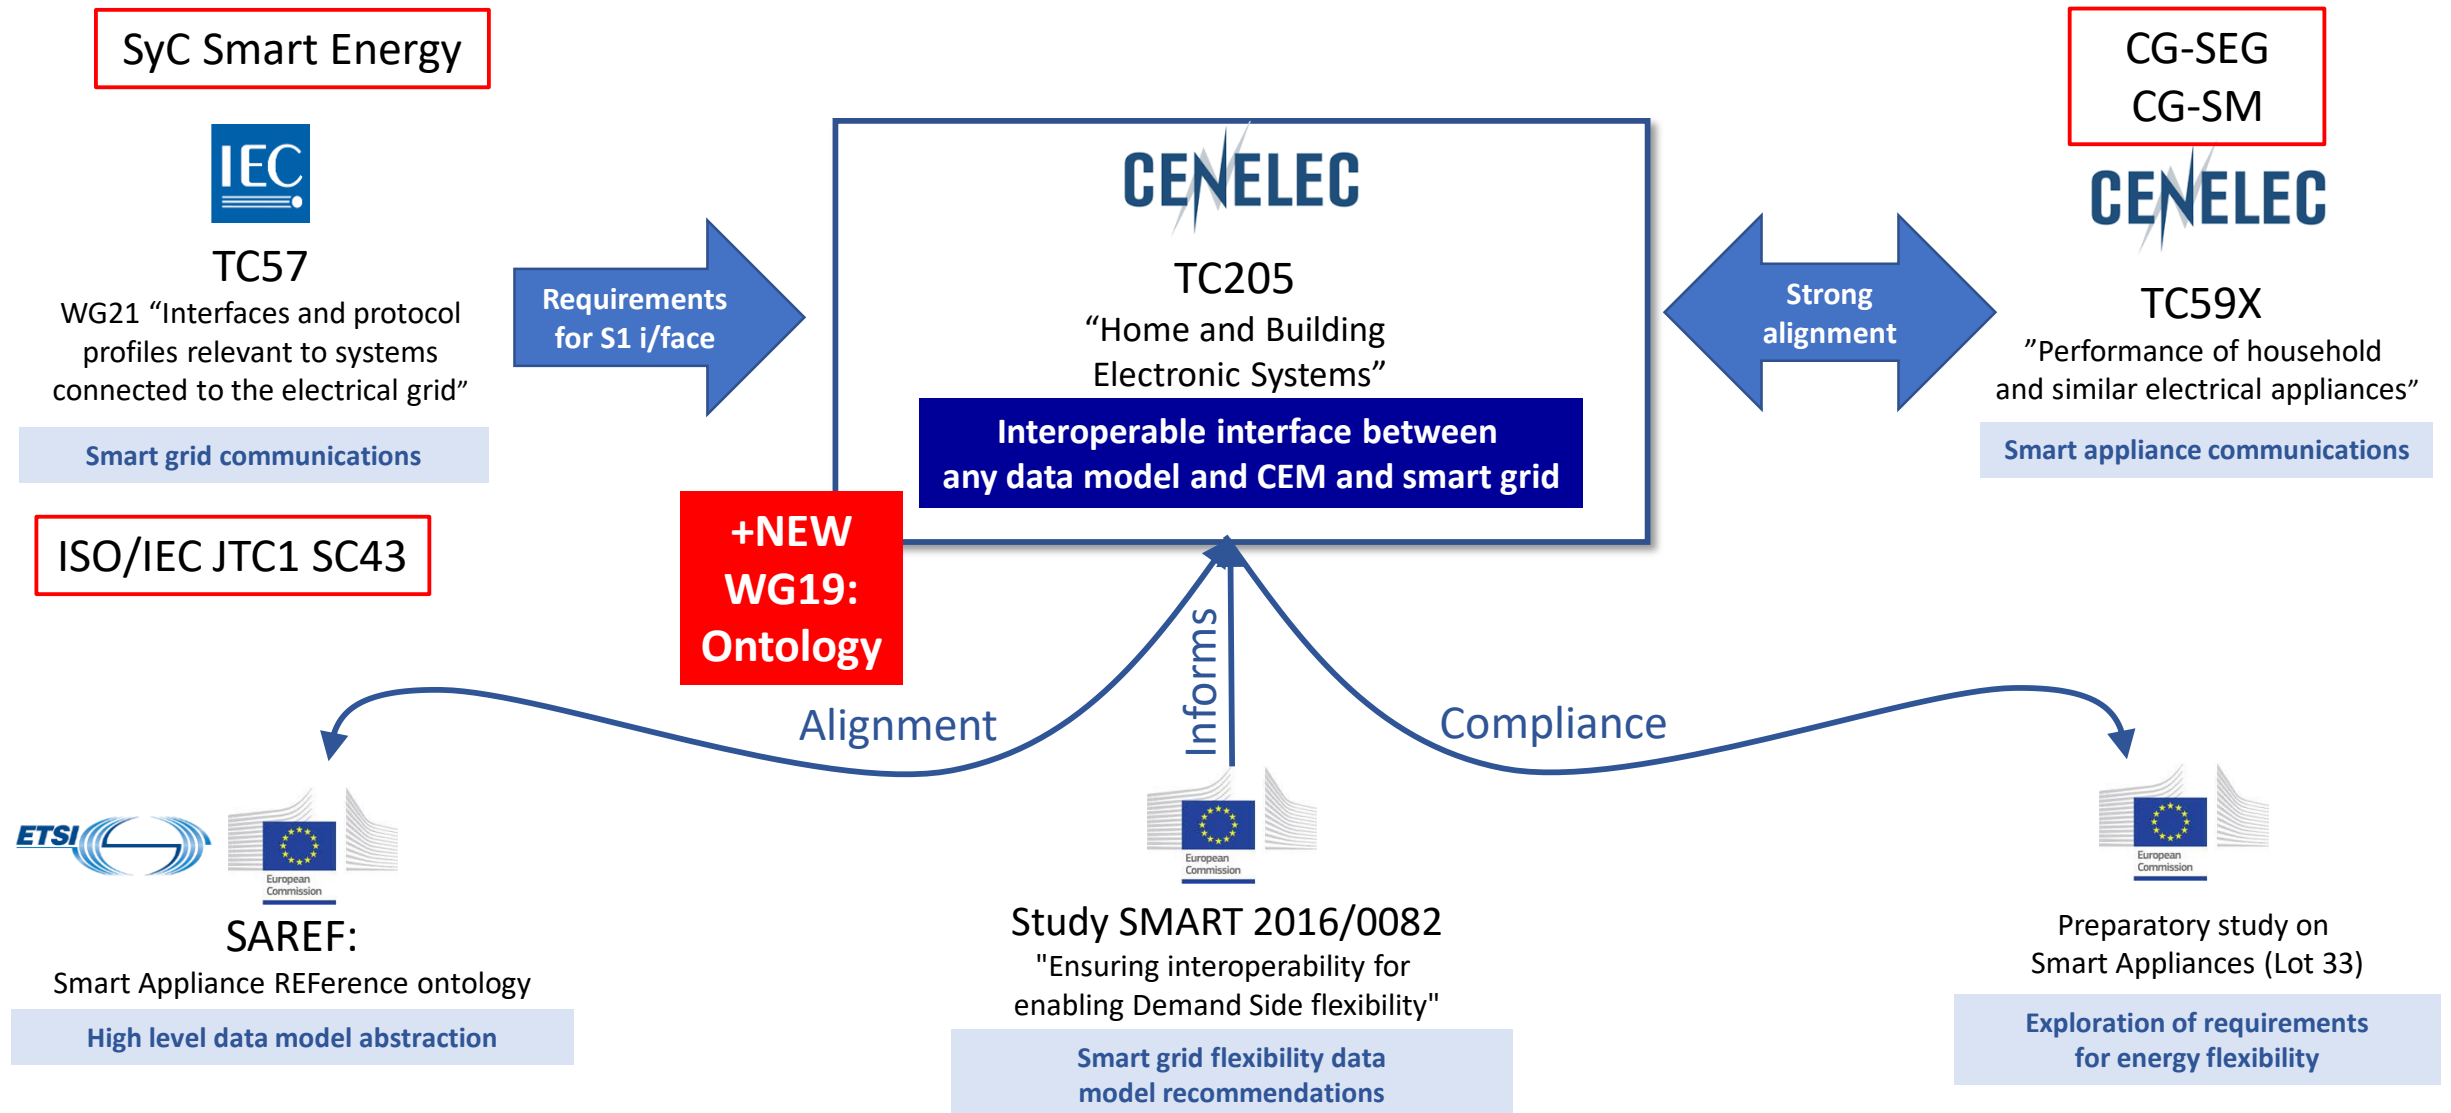 SyC Smart Energy
IEC
TC57
WG21 “Interfaces and protocol
profiles relevant to systems
connected to the electrical grid”
Smart grid communications
ISO/IEC JTC1 SC43
Requirements
for S1 i/face
CENELEC
TC205
“Home and Building
Electronic Systems”
Interoperable interface between
any data model and CEM and smart grid
+NEW
WG19:
Ontology
Strong
alignment
CG-SEG
CG-SM
CENELEC
TC59X
”Performance of household
and similar electrical appliances”
Smart appliance communications
Alignment
Informs
Compliance
ETSI
European
Commission
SAREF:
Smart Appliance REFerence ontology
High level data model abstraction
European
Commission
Study SMART 2016/0082
"Ensuring interoperability for
enabling Demand Side flexibility"
Smart grid flexibility data
model recommendations
European
Commission
Preparatory study on
Smart Appliances (Lot 33)
Exploration of requirements
for energy flexibility